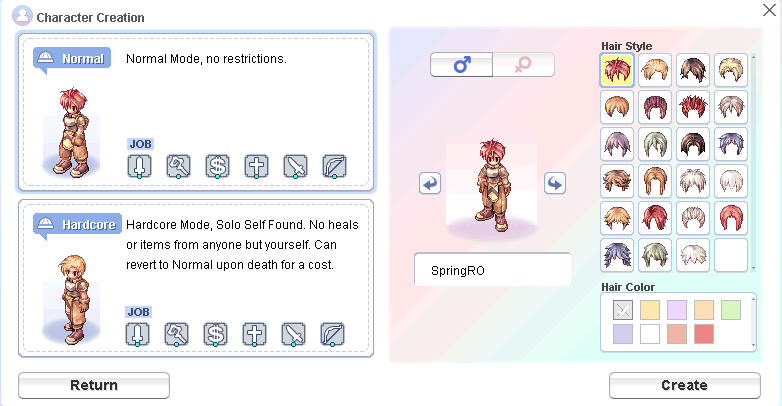 Character Creation
Normal
Normal Mode, no restrictions.
JOB
Hardcore
Hardcore Mode, Solo Self Found. No heals
or items from anyone but yourself. Can
revert to Normal upon death for a cost.
JOB
SpringRO
Hair Style
Hair Color
Return
Create